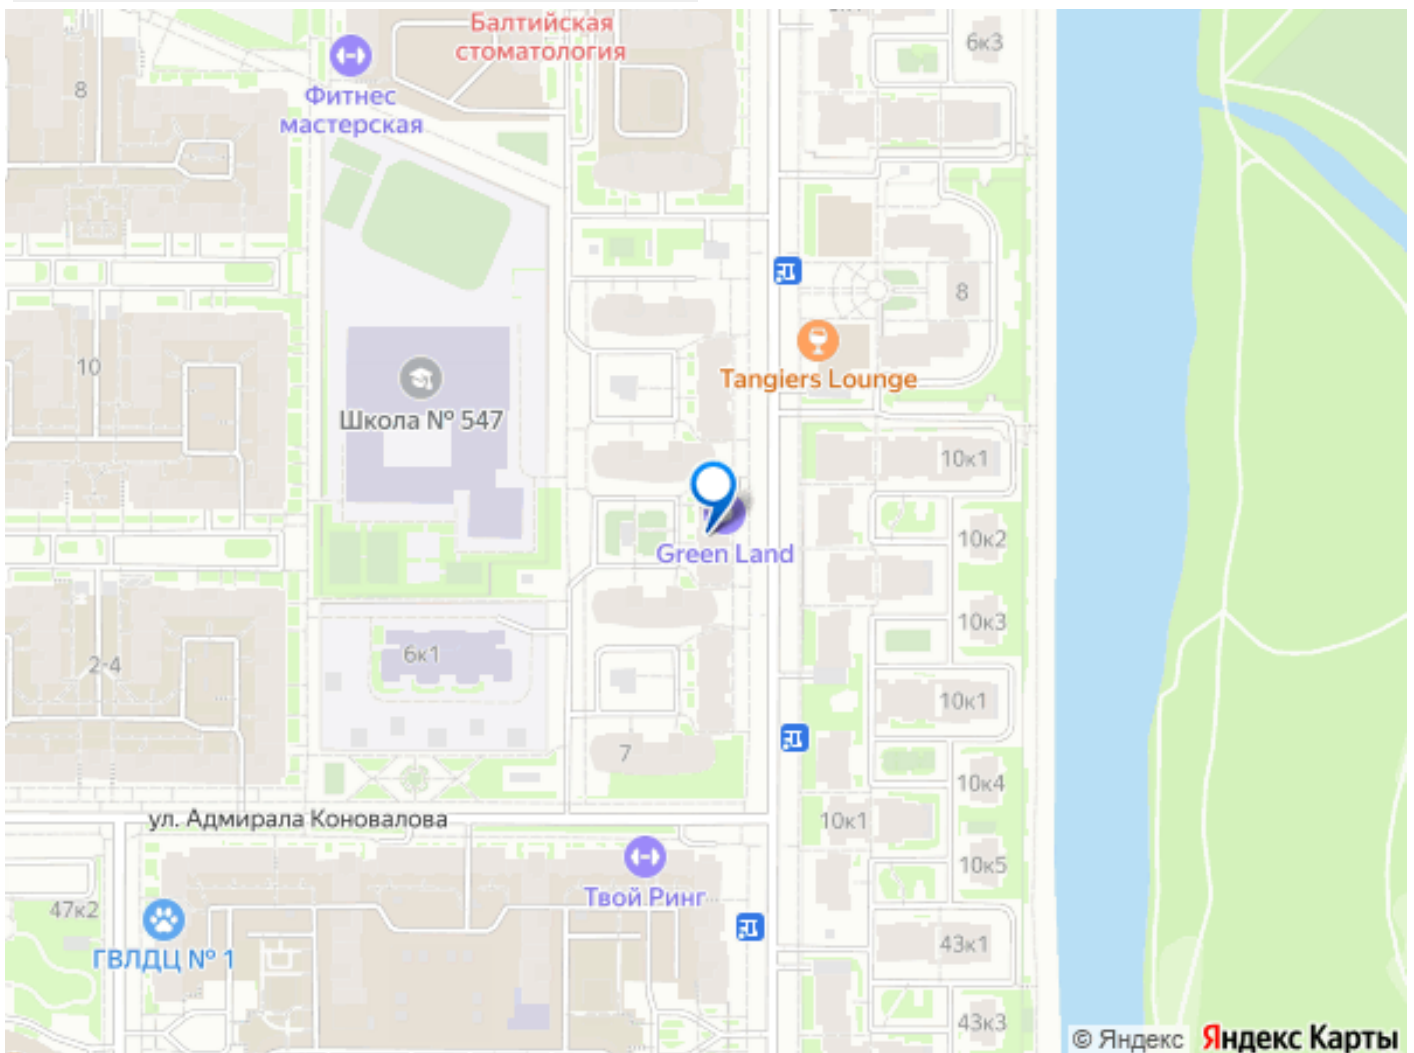 Балтийская
стоматология
6к3
8
Фитнес
мастерская
8
10
Tangiers Lounge
Школа № 547
10к1
10к2
Green Land
10к3
6к1
2-4
10к1
7
10к4
ул. Адмирала Коновалова
10к1
10к5
Твой Ринг
47к2
43к1
ГВЛДЦ № 1
43к3
© Яндекс Яндекс Карты